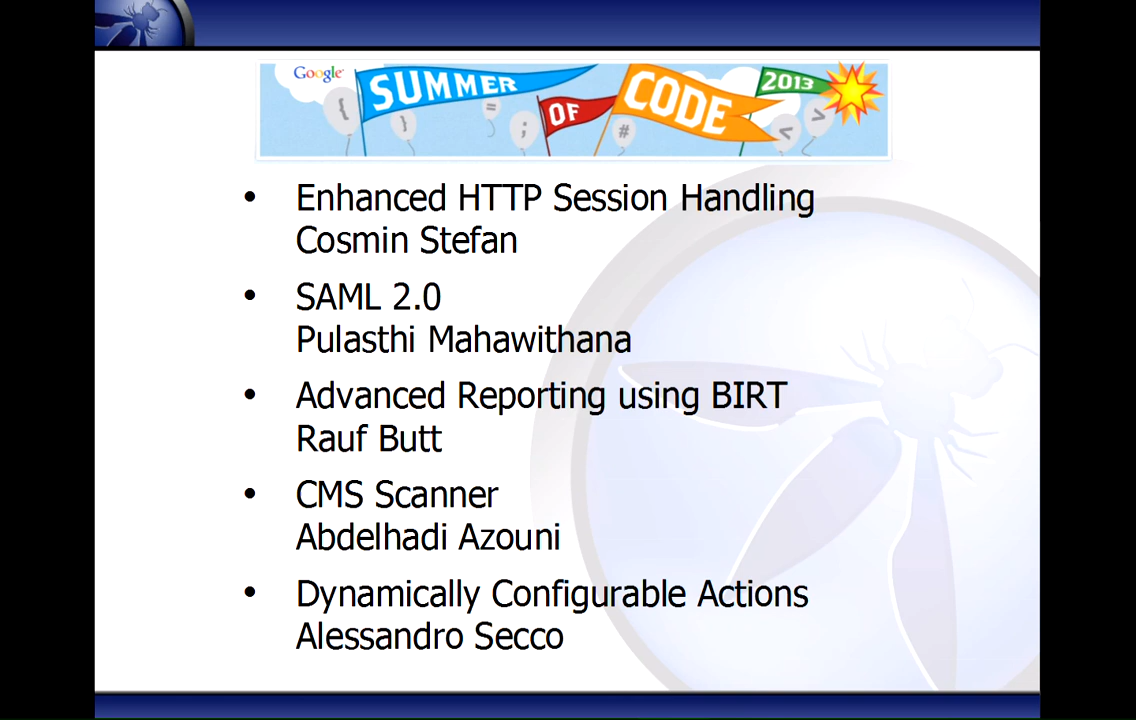 Google
SUMMER OF CODE 2013
{ } = ; # < >
• Enhanced HTTP Session Handling
Cosmin Stefan
• SAML 2.0
Pulasthi Mahawithana
• Advanced Reporting using BIRT
Rauf Butt
• CMS Scanner
Abdelhadi Azouni
• Dynamically Configurable Actions
Alessandro Secco